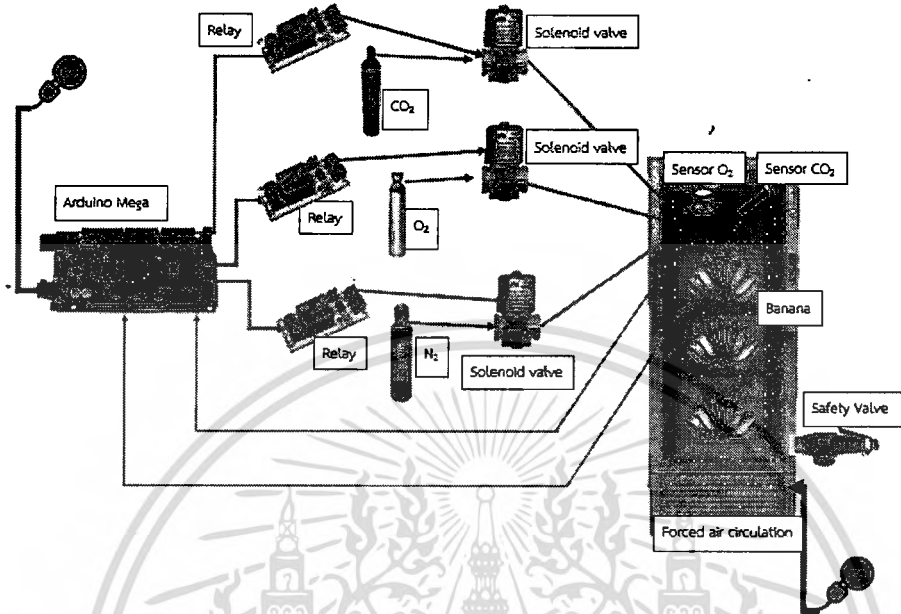 Relay
Solenoid valve
CO₂
Solenoid valve
Sensor O₂
Sensor CO₂
Arduino Mega
Relay
O₂
Banana
Relay
N₂
Solenoid valve
Safety Valve
Forced air circulation